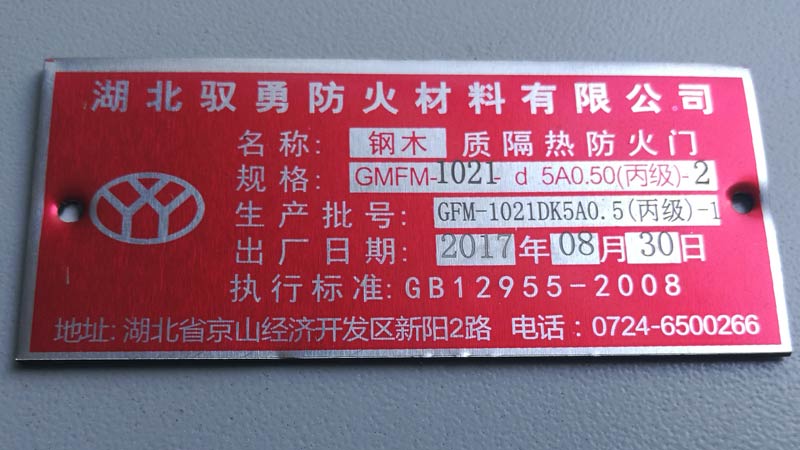 湖北驭勇防火材料有限公司
名称: 钢木 质隔热防火门
规格: GMFM-1021- d 5A0.50(丙级)-2
生产批号: GFM-1021DK5A0.5(丙级)-1
出厂日期: 2017年08月30日
执行标准:GB12955-2008
地址: 湖北省京山经济开发区新阳2路 电话: 0724-6500266